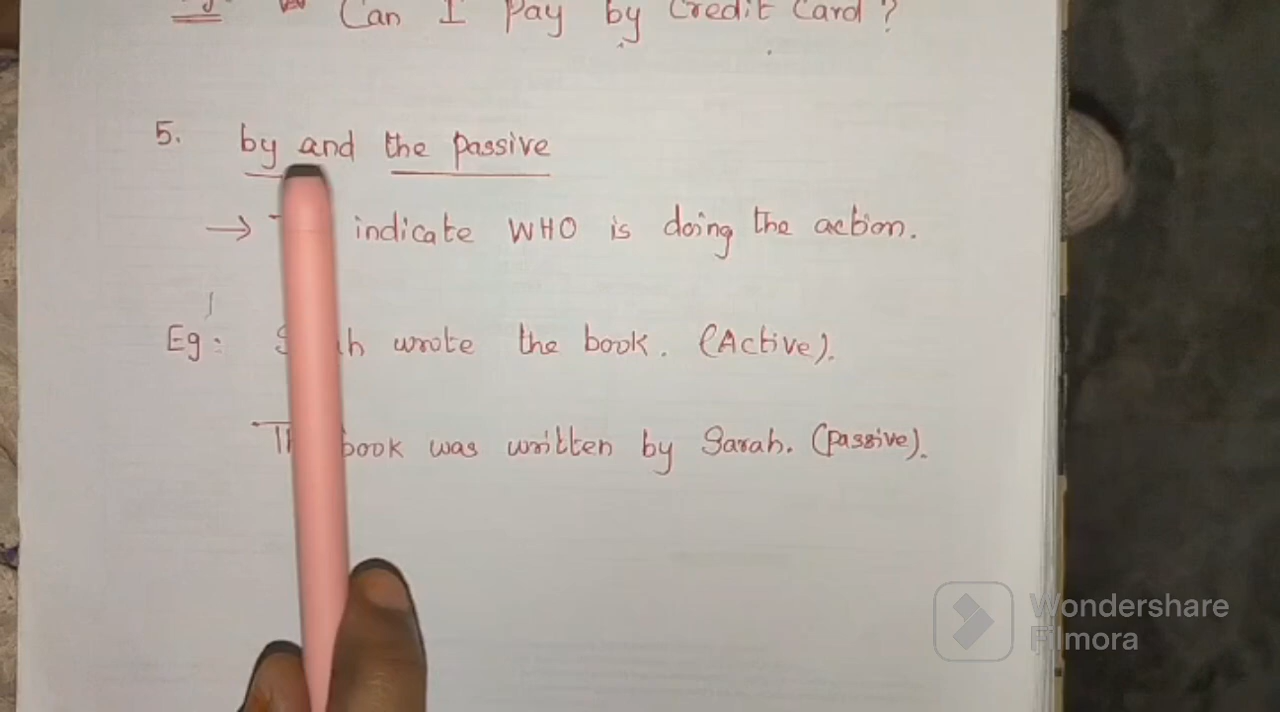 Can I Pay by Credit Card ?
5. by and the passive
→ indicate WHO is doing the action.
Eg: wrote the book. (Active).
book was written by Sarah. (passive).
Wondershare
Filmora